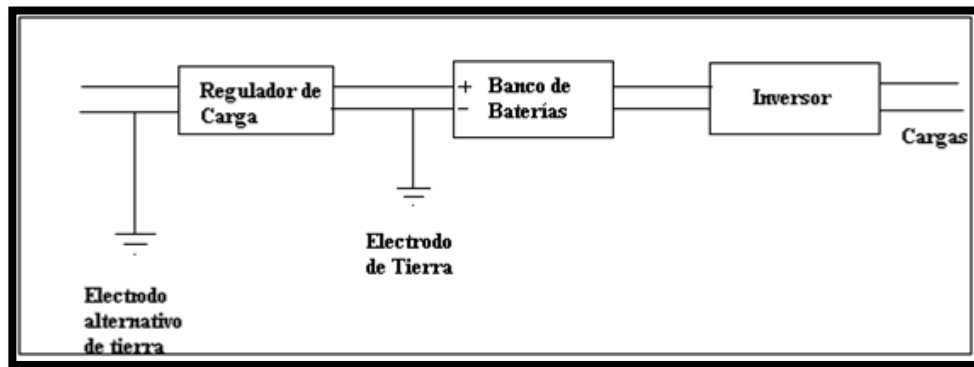 Regulador de
Carga
+
−
Banco de
Baterías
Inversor
Cargas
Electrodo
de Tierra
Electrodo
alternativo
de tierra